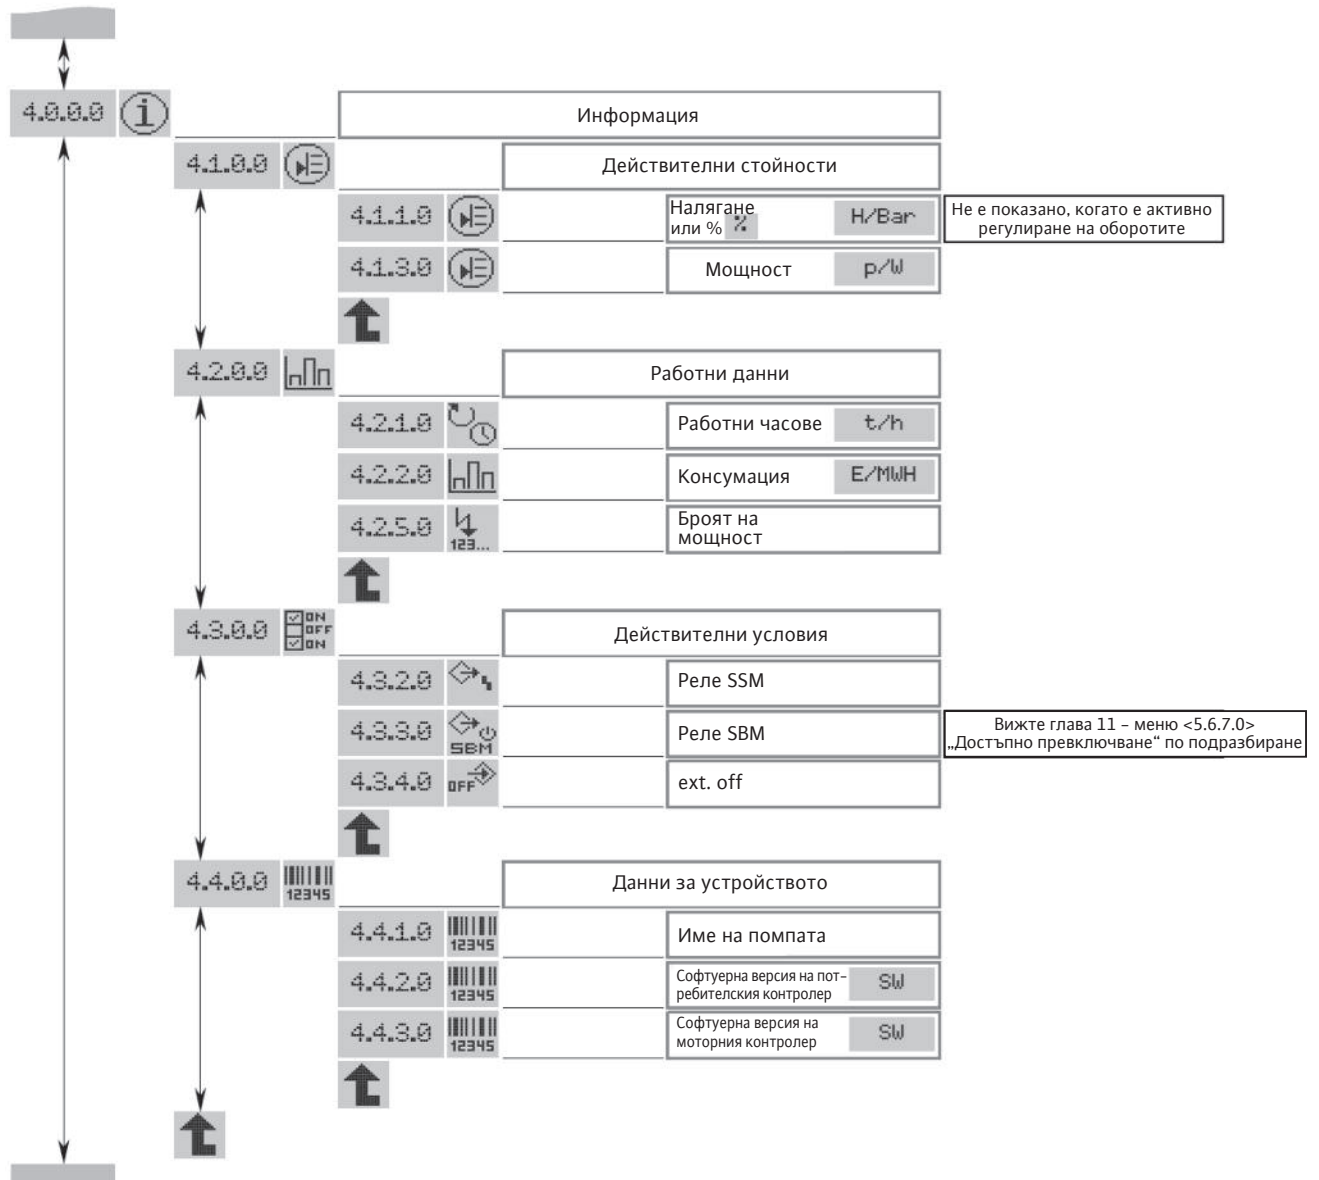 4.0.0.0 i Информация
4.1.0.0 Действителни стойности
4.1.1.0 Налягане H/Bar
или % %
Не е показано, когато е активно
регулиране на оборотите
4.1.3.0 Мощност p/W
4.2.0.0 Работни данни
4.2.1.0 Работни часове t/h
4.2.2.0 Консумация E/MWH
4.2.5.0 123... Броят на
мощност
4.3.0.0 ON
OFF
ON
Действителни условия
4.3.2.0 Реле SSM
4.3.3.0 SBM Реле SBM
Вижте глава 11 – меню <5.6.7.0>
„Достъпно превключване“ по подразбиране
4.3.4.0 OFF ext. off
4.4.0.0 12345 Данни за устройството
4.4.1.0 12345 Име на помпата
4.4.2.0 12345 Софтуерна версия на пот-
ребителския контролер SW
4.4.3.0 12345 Софтуерна версия на
моторния контролер SW